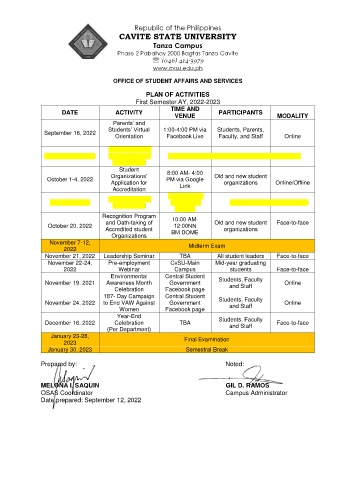 Republic of the Philippines
CAVITE STATE UNIVERSITY
Tanza Campus
Phase 2 Pabahay 2000 Bagtas Tanza Cavite
☏ (046) 414-3979
www.cvsu.edu.ph
OFFICE OF STUDENT AFFAIRS AND SERVICES
PLAN OF ACTIVITIES
First Semester AY, 2022-2023
DATE ACTIVITY TIME AND VENUE PARTICIPANTS MODALITY
September 16, 2022 Parents' and Students' Virtual Orientation 1:00-4:00 PM via Facebook Live Students, Parents, Faculty, and Staff Online
October 1-4, 2022 Student Organizations' Application for Accreditation 8:00 AM- 4:00 PM via Google Link Old and new student organizations Online/Offline
October 20, 2022 Recognition Program and Oath-taking of Accredited student Organizations 10:00 AM- 12:00NN BM DOME Old and new student organizations Face-to-face
November 7-12, 2022 Midterm Exam
November 21, 2022 Leadership Seminar TBA All student leaders Face-to-face
November 22-24, 2022 Pre-employment Webinar CvSU-Main Campus Mid-year graduating students Face-to-face
November 19, 2021 Environmental Awareness Month Celebration Central Student Government Facebook page Students, Faculty and Staff Online
November 24, 2022 187- Day Campaign to End VAW Against Women Central Student Government Facebook page Students, Faculty and Staff Online
December 16, 2022 Year-End Celebration (Per Department) TBA Students, Faculty and Staff Face-to-face
January 23-28, 2023 Final Examination
January 30, 2023 Semestral Break
Prepared by: Noted:
MELONA I. SAQUIN GIL D. RAMOS
OSAS Coordinator Campus Administrator
Date prepared: September 12, 2022